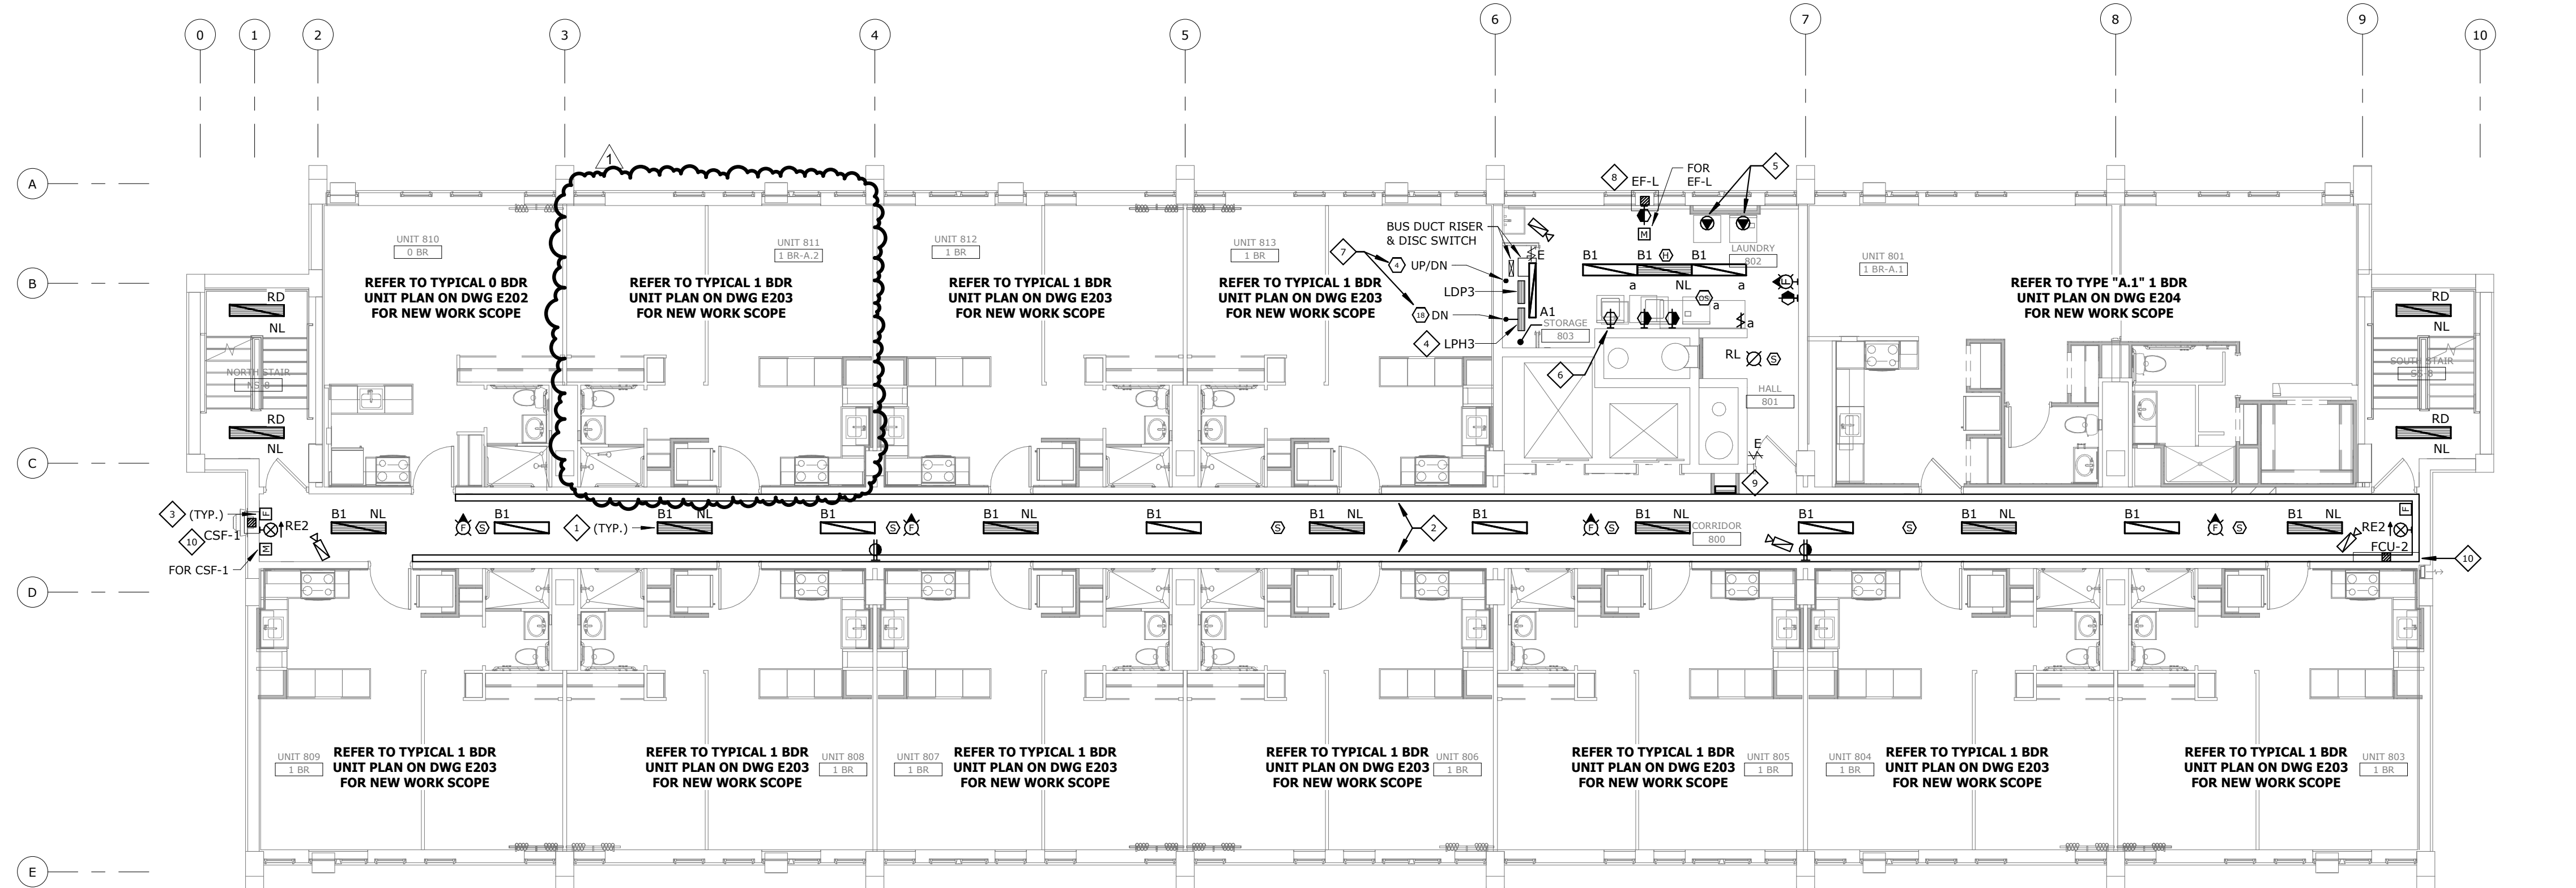 0 1 2 3 4 5 6 7 8 9 10
A
B
C
D
E
1
8 EF-L
FOR
EF-L
5
M
BUS DUCT RISER
& DISC SWITCH
E
7
4 UP/DN
LDP3
18 DN
A1
4 LPH3
STORAGE
803
B1 B1 H B1
LAUNDRY
802
a NL a
OS a
a
F
6
RL S
HALL
801
E
9
UNIT 810
0 BR
REFER TO TYPICAL 0 BDR
UNIT PLAN ON DWG E202
FOR NEW WORK SCOPE
UNIT 811
1 BR-A.2
REFER TO TYPICAL 1 BDR
UNIT PLAN ON DWG E203
FOR NEW WORK SCOPE
UNIT 812
1 BR
REFER TO TYPICAL 1 BDR
UNIT PLAN ON DWG E203
FOR NEW WORK SCOPE
UNIT 813
1 BR
REFER TO TYPICAL 1 BDR
UNIT PLAN ON DWG E203
FOR NEW WORK SCOPE
UNIT 801
1 BR-A.1
REFER TO TYPE "A.1" 1 BDR
UNIT PLAN ON DWG E204
FOR NEW WORK SCOPE
RD
NL
NORTH STAIR
NS-8
RD
NL
RD
NL
SOUTH STAIR
SS-8
RD
NL
3 (TYP.)
F
RE2
CSF-1
10
M
FOR CSF-1
B1 NL
F S
B1
1 (TYP.)
B1 NL
B1
S F
B1 NL
B1
S
B1 NL
2
B1
F S
B1 NL
CORRIDOR
800
B1
S
B1 NL
B1
F S
B1 NL
RE2
F
FCU-2
10
UNIT 809
1 BR
REFER TO TYPICAL 1 BDR
UNIT PLAN ON DWG E203
FOR NEW WORK SCOPE
REFER TO TYPICAL 1 BDR
UNIT PLAN ON DWG E203
FOR NEW WORK SCOPE
UNIT 808
1 BR
UNIT 807
1 BR
REFER TO TYPICAL 1 BDR
UNIT PLAN ON DWG E203
FOR NEW WORK SCOPE
REFER TO TYPICAL 1 BDR
UNIT PLAN ON DWG E203
FOR NEW WORK SCOPE
UNIT 806
1 BR
REFER TO TYPICAL 1 BDR
UNIT PLAN ON DWG E203
FOR NEW WORK SCOPE
UNIT 805
1 BR
UNIT 804
1 BR
REFER TO TYPICAL 1 BDR
UNIT PLAN ON DWG E203
FOR NEW WORK SCOPE
REFER TO TYPICAL 1 BDR
UNIT PLAN ON DWG E203
FOR NEW WORK SCOPE
UNIT 803
1 BR